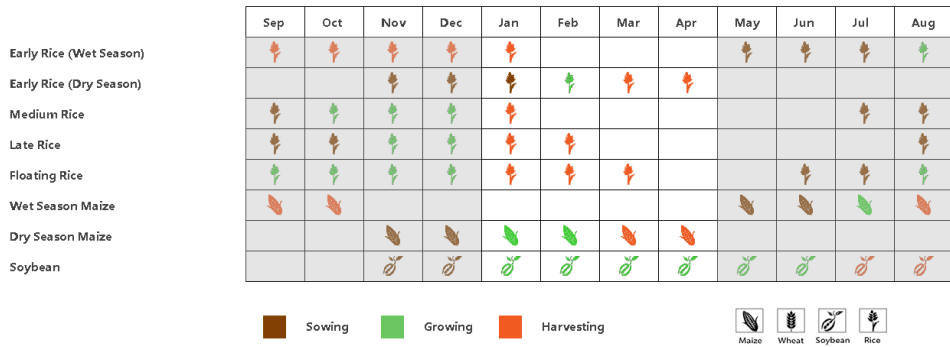 Sep Oct Nov Dec Jan Feb Mar Apr May Jun Jul Aug
Early Rice (Wet Season)
Early Rice (Dry Season)
Medium Rice
Late Rice
Floating Rice
Wet Season Maize
Dry Season Maize
Soybean
Sowing Growing Harvesting
Maize Wheat Soybean Rice